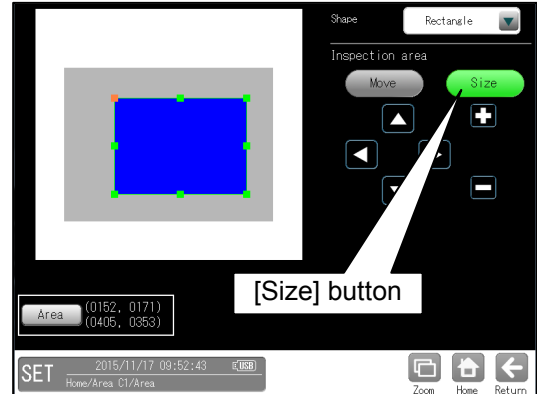 Shape
Rectangle
Inspection area
Move
Size
[Size] button
Area
(0152, 0171)
(0405, 0353)
SET
2015/11/17 09:52:43
USB
Home/Area C1/Area
Zoom
Home
Return